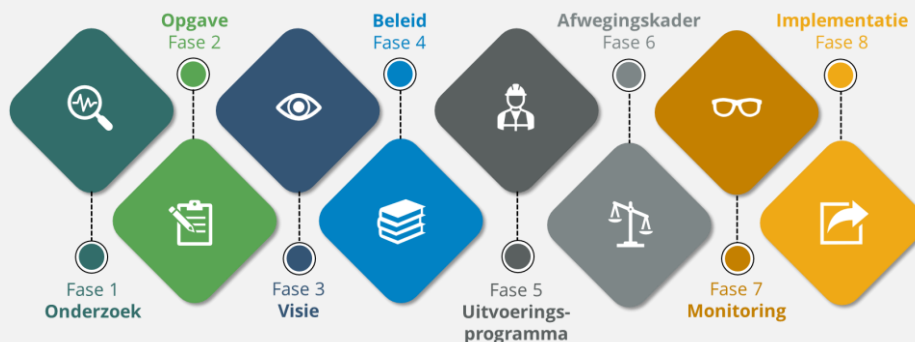 Opgave
Fase 2
Beleid
Fase 4
Afwegingskader
Fase 6
Implementatie
Fase 8
Fase 1
Onderzoek
Fase 3
Visie
Fase 5
Uitvoerings-
programma
Fase 7
Monitoring